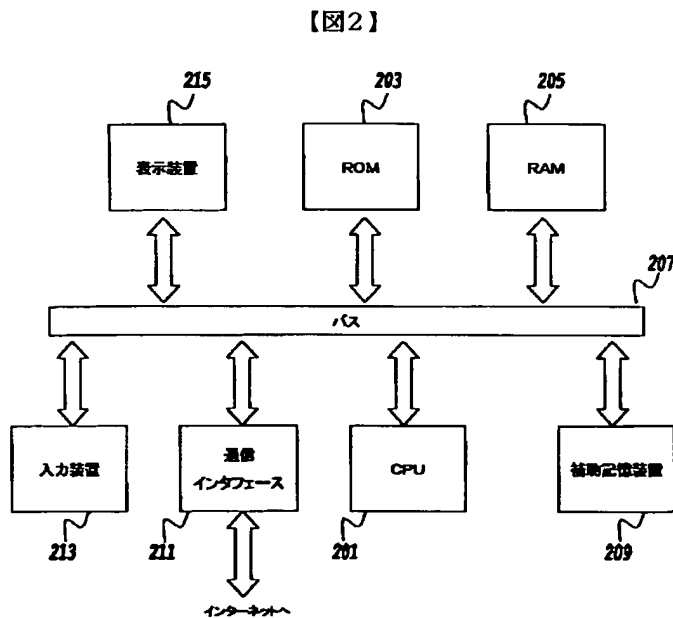 【図2】
215
203
205
表示装置
ROM
RAM
207
バス
入力装置
通信
インタフェース
CPU
補助記憶装置
213
211
201
209
インターネットへ